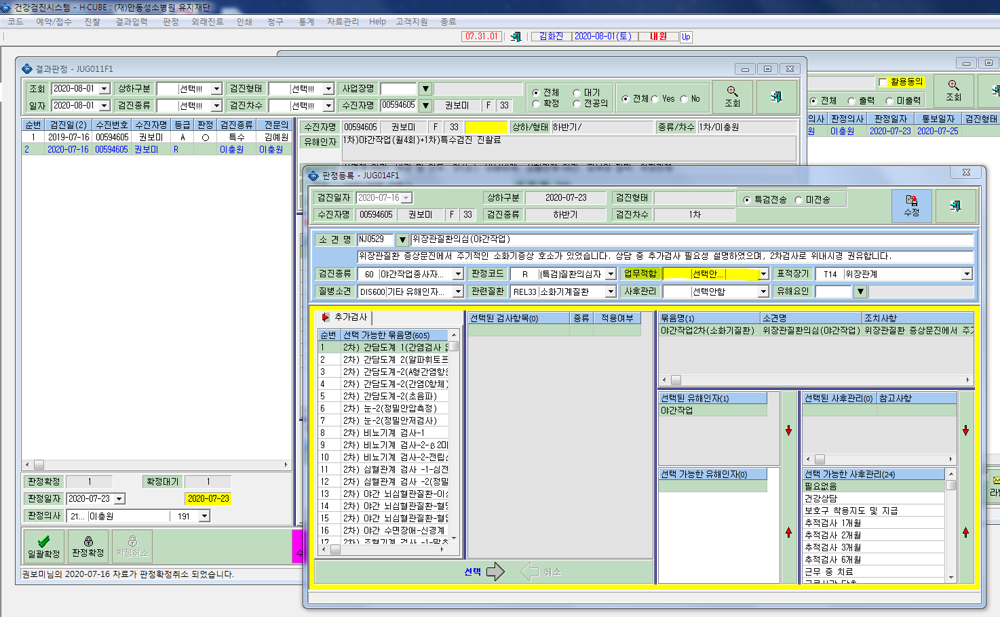 건강검진시스템 - H-CUBE : (재)안동성소병원 유지재단
코드 예약/접수 진찰 결과입력 판정 외래진료 인쇄 청구 통계 자료관리 Help 고객지원 종료
07.31.01 김화진 2020-08-01(토) 내원 Up
결과판정 - JUG011F1
조회 2020-08-01 상하구분 선택!!! 검진형태 선택!!! 사업장명
일자 2020-08-01 검진종류 선택!!! 검진차수 선택!!! 수진자명 00594605 권보미 F 33
전체 대기
확정 전공의
전체 Yes No
조회
활용동의
전체 출력 미출력
조회
순번 검진일(2) 수진번호 수진자명 등급 판정 검진종류 전문의
1 2019-07-16 00594605 권보미 A ○ 특수 김예원
2 2020-07-16 00594605 권보미 R 이충원 이충원
수진자명 00594605 권보미 F 33 상하/형태 하반기/ 종류/차수 1차/이충원
유해인자 1차)야간작업(월4회)+1차)특수검진 진찰료
의사 판정의사 판정일자 통보일자 검진형태
원 이충원 2020-07-23 2020-07-25
판정등록 - JUG014F1
검진일자 2020-07-16 상하구분 2020-07-23 검진형태 특검전송 미전송
수진자명 00594605 권보미 F 33 검진종류 하반기 검진차수 1차
수정
소 견 명 NJ0529 위장관질환의심(야간작업)
위장관질환 증상문진에서 주기적인 소화기증상 호소가 있었습니다. 상담 중 추가검사 필요성 설명하였으며, 2차검사로 위내시경 권유합니다.
검진종류 60 야간작업종사자... 판정코드 R (특검)질환의심자 업무적합 선택안... 표적장기 T14 위장관계
질병소견 DIS600 기타 유해인자... 관련질환 REL33 소화기계질환 사후관리 선택안함 유해요인
추가검사
순번 선택 가능한 묶음명(605)
1 2차) 간담도계 1(간염검사
2 2차) 간담도계 2(알파휘토프
3 2차) 간담도계-2(A형간염항
4 2차) 간담도계-2(간염C항체)
5 2차) 간담도계-2(초음파)
6 2차) 눈-2(정밀안압측정)
7 2차) 눈-2(정밀안저검사)
8 2차) 비뇨기계 검사-1
9 2차) 비뇨기계 검사-2-β2미
10 2차) 비뇨기계 검사-2-전립
11 2차) 심혈관계 검사 -1-심전
12 2차) 심혈관계 검사 -2(정밀
13 2차) 야간 뇌심혈관질환-이상
14 2차) 야간 뇌심혈관질환-혈당
15 2차) 야간 뇌심혈관질환-혈압
16 2차) 야간 수면장애-신경계
17 2차) 조혈기계 검사 -1-말초
선택된 검사항목(0) 종류 적용여부
묶음명(1) 소견명 조치사항
야간작업2차(소화기질환) 위장관질환의심(야간작업) 위장관질환 증상문진에서 주기
선택된 유해인자(1)
야간작업
선택 가능한 유해인자(0)
선택된 사후관리(0) 참고사항
선택 가능한 사후관리(24)
필요없음
건강상담
보호구 착용지도 및 지급
추적검사 1개월
추적검사 2개월
추적검사 3개월
추적검사 6개월
근무 중 치료
근로시간 단축
선택 취소
판정확정 1 확정대기 1
판정일자 2020-07-23 2020-07-23
판정의사 21... 이충원 191
일괄확정 판정확정 확정취소
권보미님의 2020-07-16 자료가 판정확정취소 되었습니다.